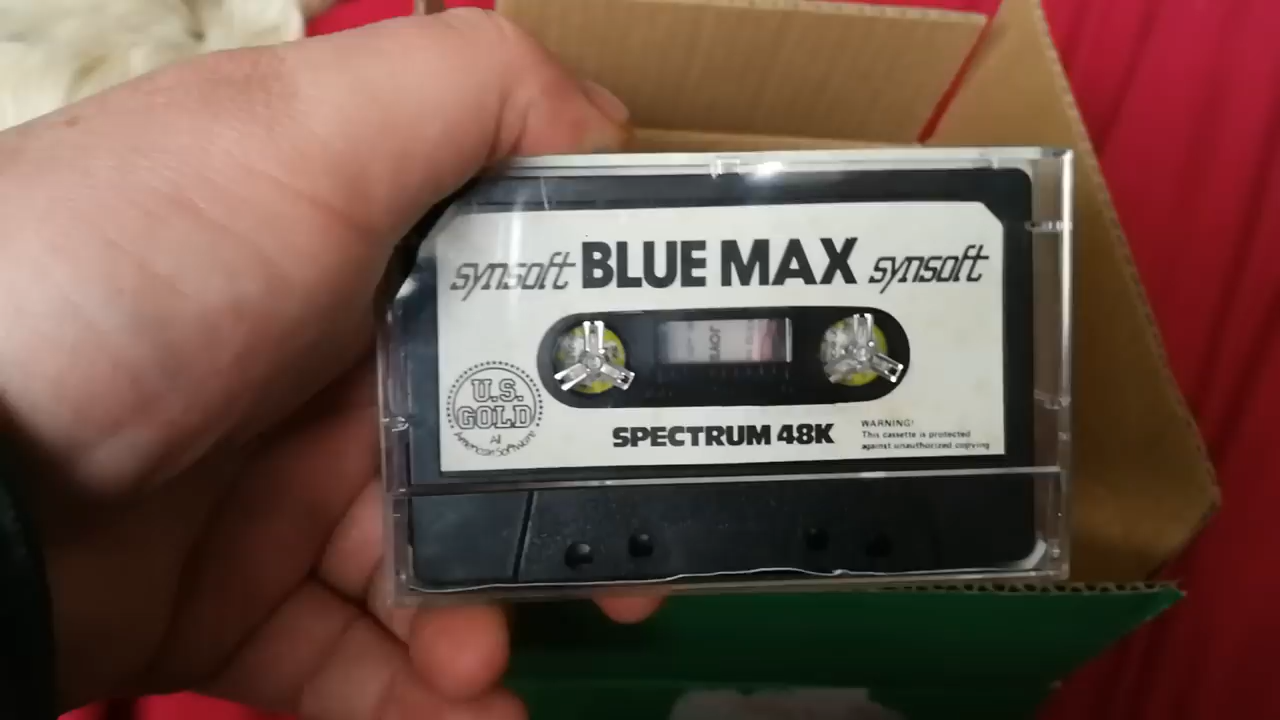 synsoft BLUE MAX synsoft
U.S.
GOLD
All
American Software
SPECTRUM 48K
WARNING!
This cassette is protected
against unauthorized copying